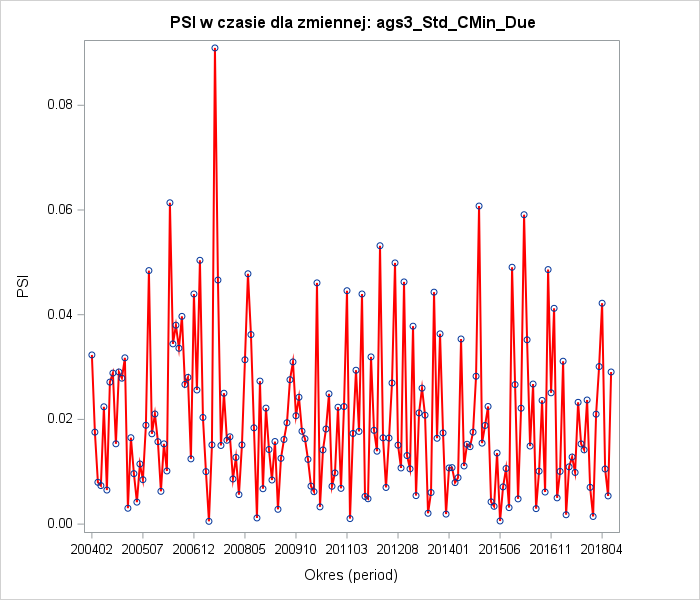 PSI w czasie dla zmiennej: ags3_Std_CMin_Due
0.08
0.06
0.04
0.02
0.00
PSI
200402 200507 200612 200805 200910 201103 201208 201401 201506 201611 201804
Okres (period)